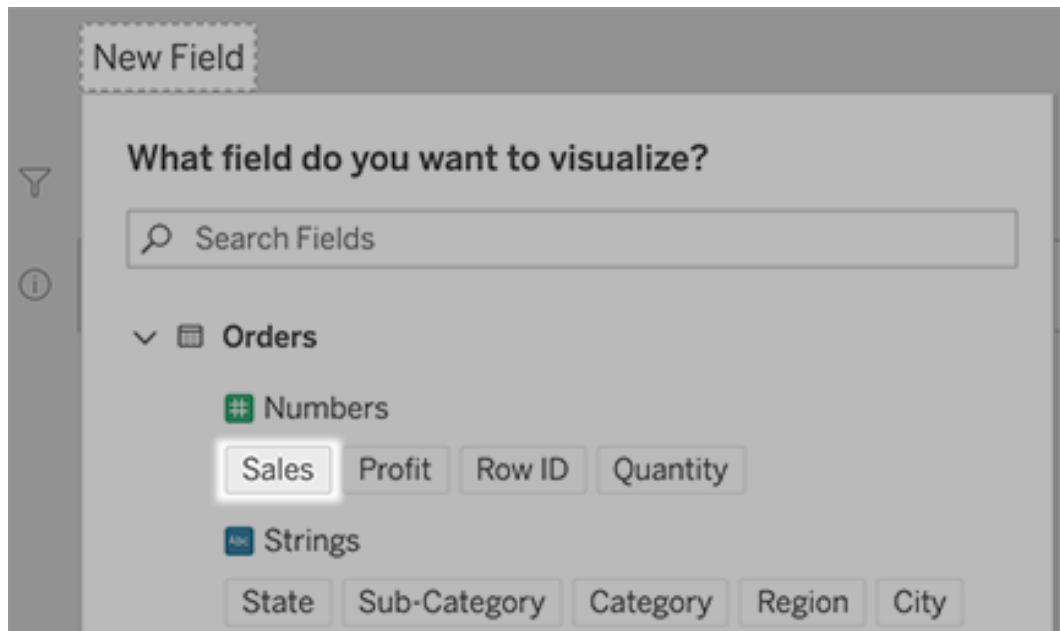 New Field
What field do you want to visualize?
Search Fields
Orders
# Numbers
Sales Profit Row ID Quantity
Abc Strings
State Sub-Category Category Region City